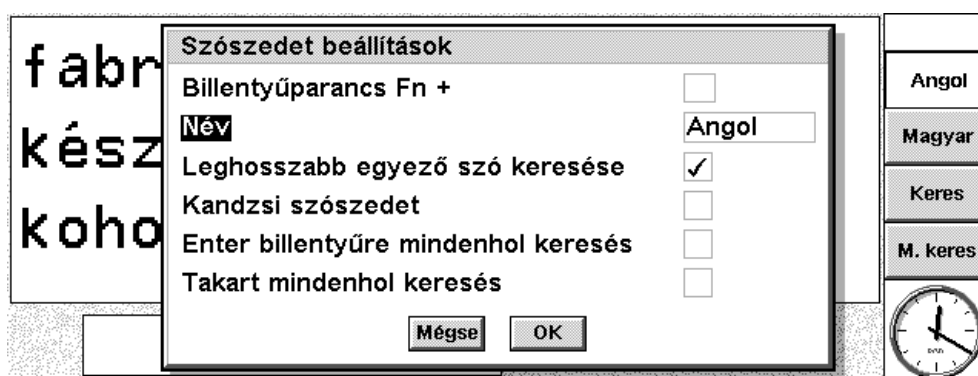 fabr
kész
koho
Szószedet beállítások
Billentyűparancs Fn +
Név Angol
Leghosszabb egyező szó keresése
Kandzsi szószedet
Enter billentyűre mindenhol keresés
Takart mindenhol keresés
Mégse OK
Angol
Magyar
Keres
M. keres